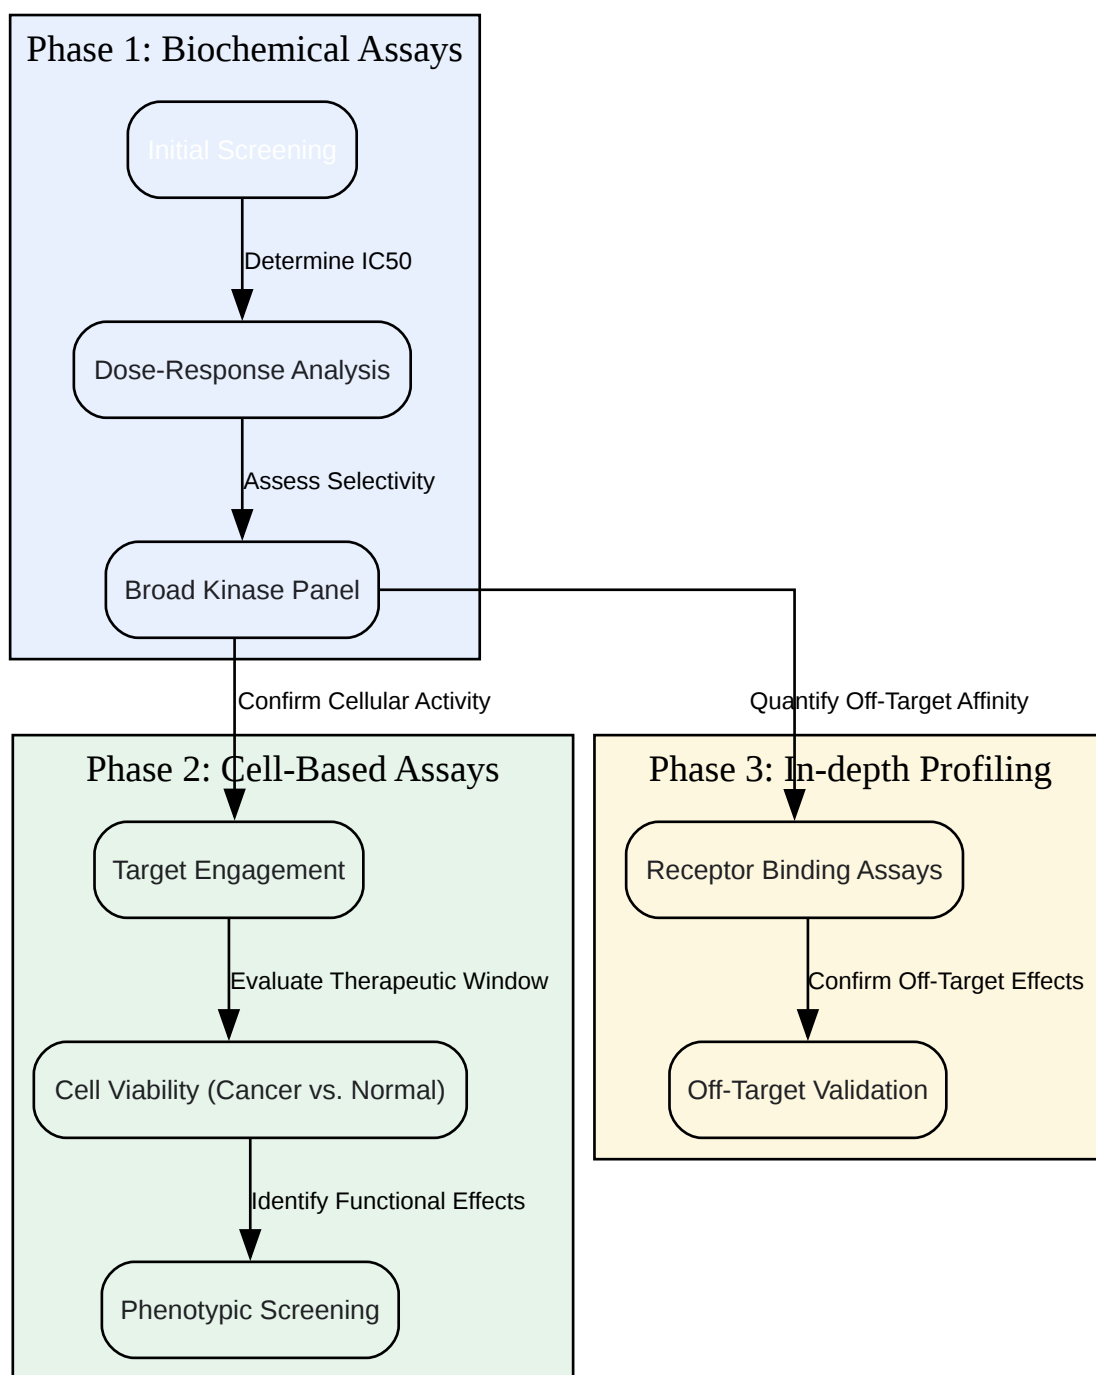 Phase 1: Biochemical Assays
Initial Screening
Determine IC50
Dose-Response Analysis
Assess Selectivity
Broad Kinase Panel
Confirm Cellular Activity
Quantify Off-Target Affinity
Phase 2: Cell-Based Assays
Target Engagement
Evaluate Therapeutic Window
Cell Viability (Cancer vs. Normal)
Identify Functional Effects
Phenotypic Screening
Phase 3: In-depth Profiling
Receptor Binding Assays
Confirm Off-Target Effects
Off-Target Validation